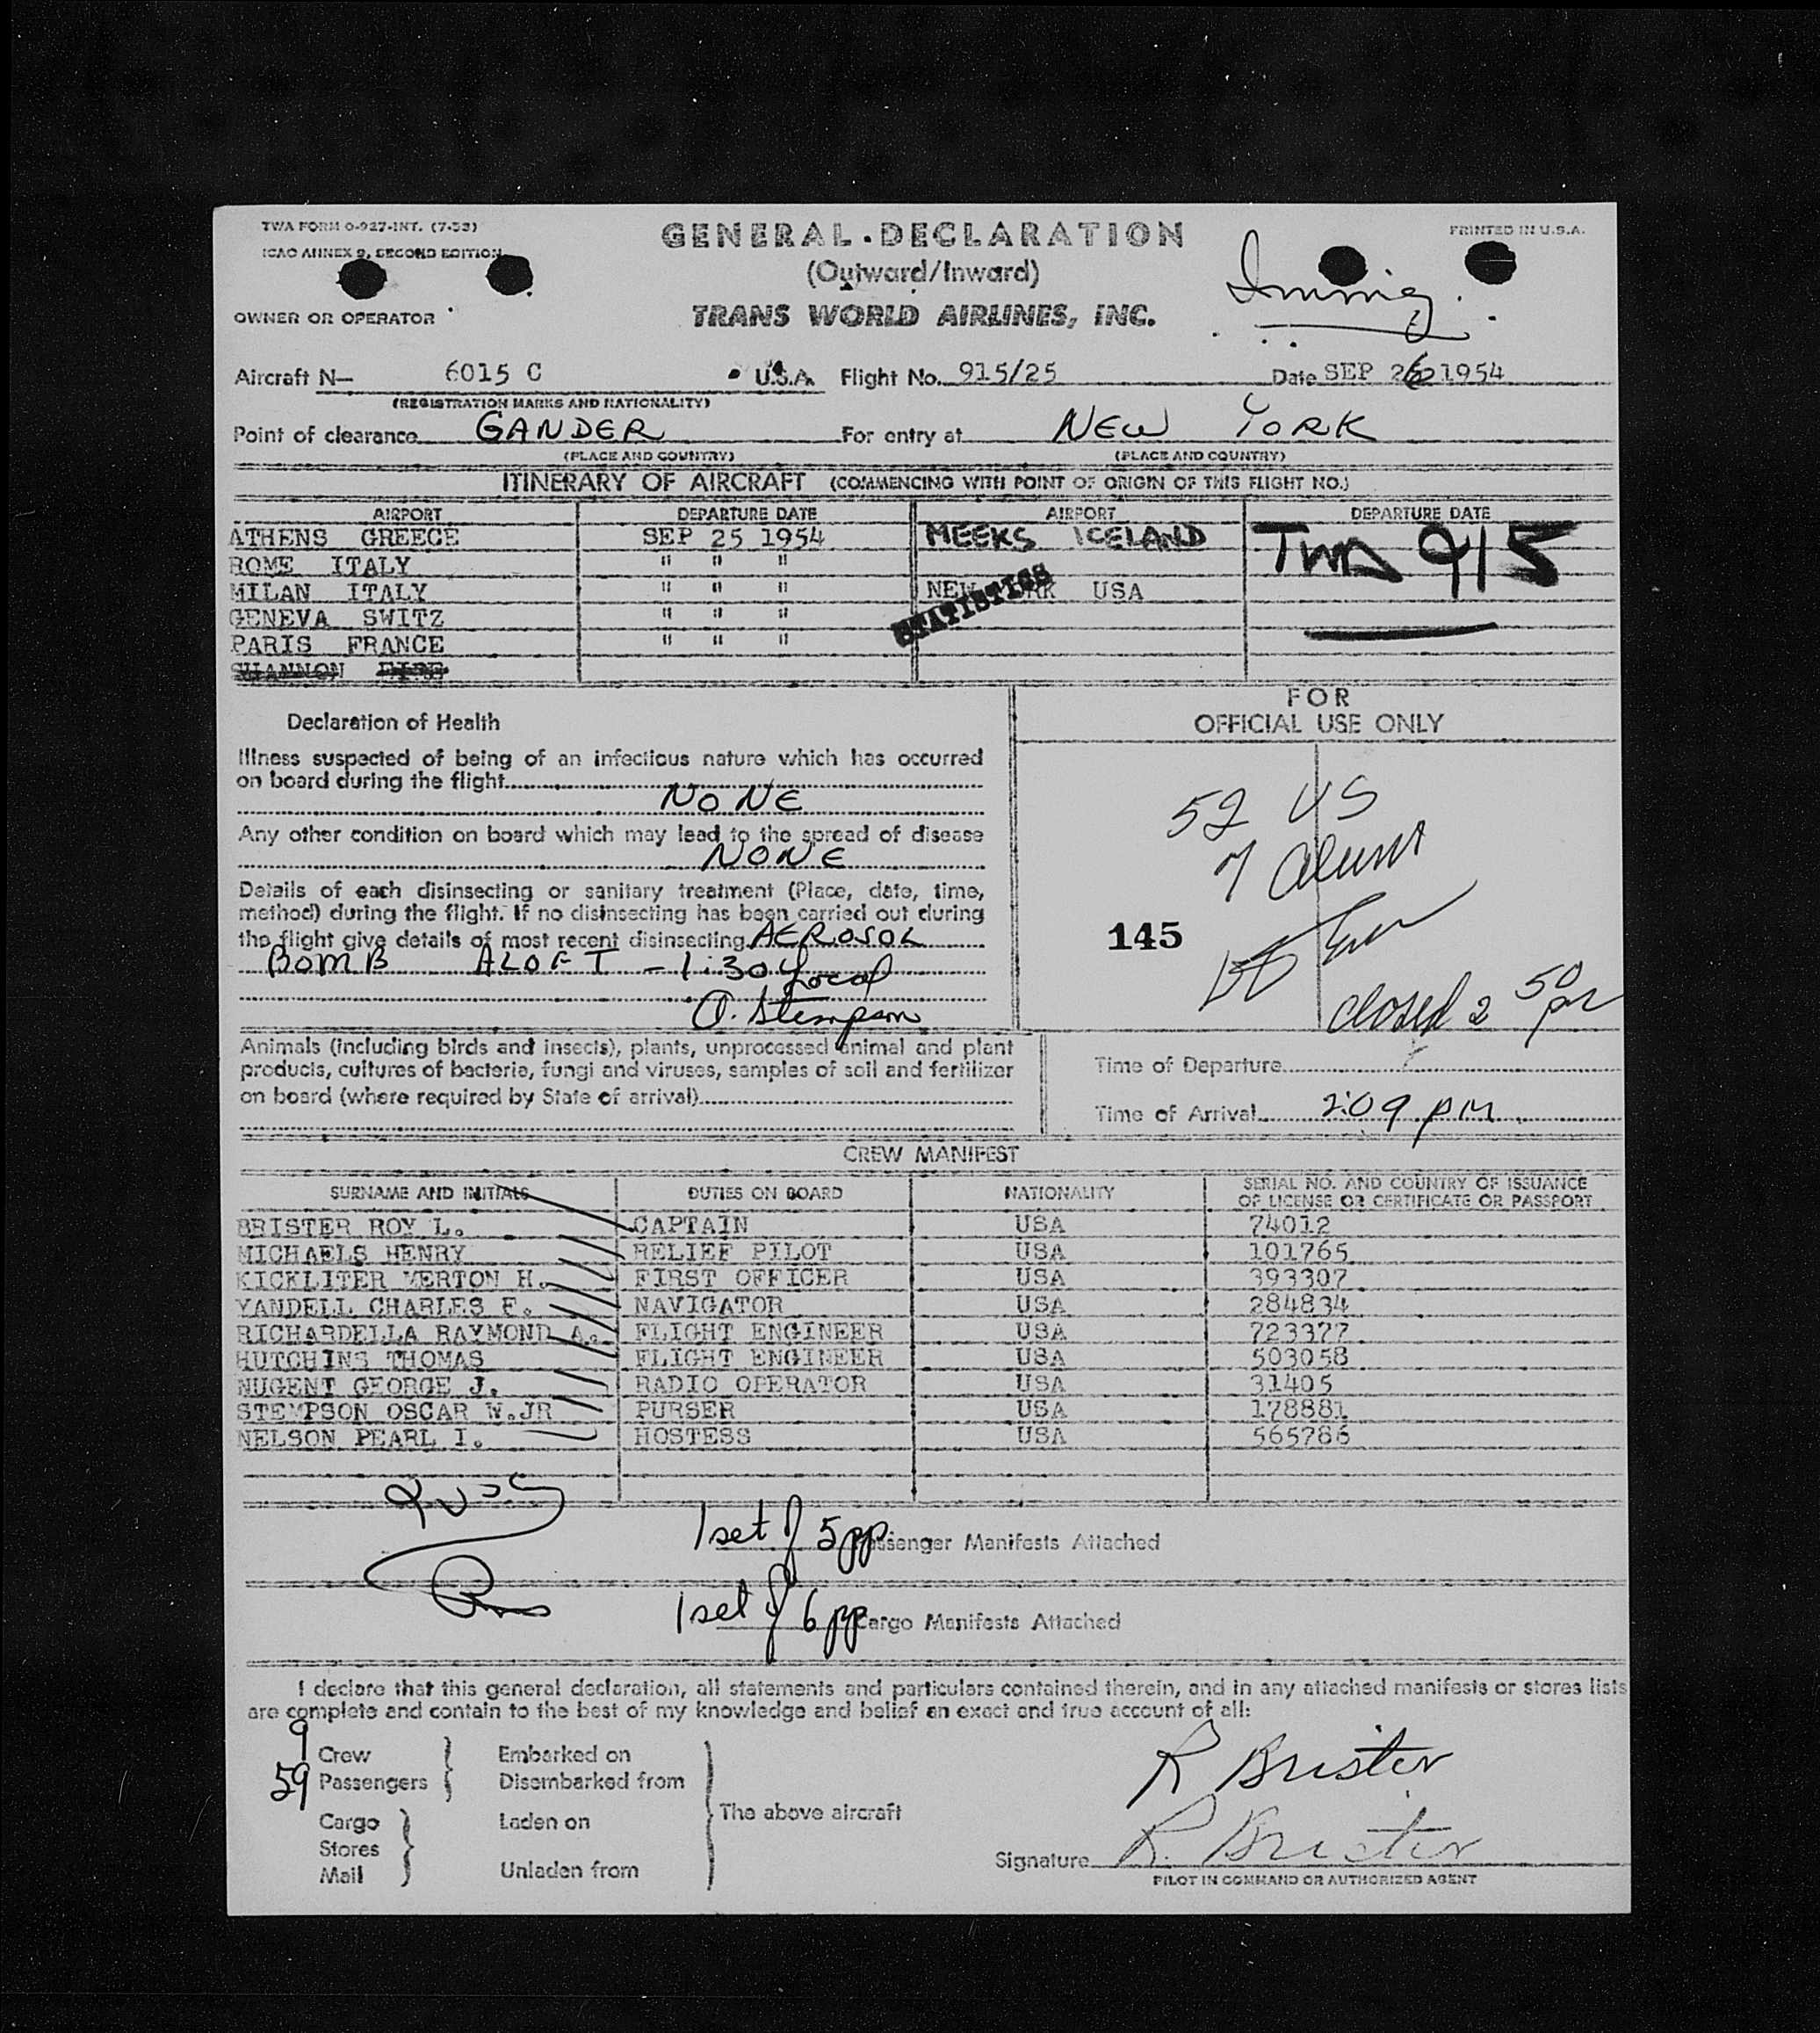 TWA FORM O-927-INT. (7-53)
ICAO ANNEX 9, SECOND EDITION
GENERAL DECLARATION
(Outward/Inward)
TRANS WORLD AIRLINES, INC.
PRINTED IN U.S.A.
Immig
OWNER OR OPERATOR
Aircraft N— 6015 C U.S.A. Flight No. 915/25 Date SEP 26 1954
(REGISTRATION MARKS AND NATIONALITY)
Point of clearance GANDER For entry at NEW YORK
(PLACE AND COUNTRY) (PLACE AND COUNTRY)
ITINERARY OF AIRCRAFT (COMMENCING WITH POINT OF ORIGIN OF THIS FLIGHT NO.)
AIRPORT DEPARTURE DATE AIRPORT DEPARTURE DATE
ATHENS GREECE SEP 25 1954 MEEKS ICELAND TWA 915
ROME ITALY " " "
MILAN ITALY " " " NEW YORK USA
STATISTICS
GENEVA SWITZ " " "
PARIS FRANCE " " "
SHANNON EIRE
FOR
OFFICIAL USE ONLY
Declaration of Health
Illness suspected of being of an infectious nature which has occurred
on board during the flight
NONE
Any other condition on board which may lead to the spread of disease
NONE
Details of each disinsecting or sanitary treatment (Place, date, time,
method) during the flight. If no disinsecting has been carried out during
the flight give details of most recent disinsecting AEROSOL
BOMB ALOFT - 1:30 Local
O. Stempson
52 US
7 Aliens
145
closed 2 50 pm
Animals (including birds and insects), plants, unprocessed animal and plant
products, cultures of bacteria, fungi and viruses, samples of soil and fertilizer
on board (where required by State of arrival)
Time of Departure
Time of Arrival 2:09 PM
CREW MANIFEST
SURNAME AND INITIALS DUTIES ON BOARD NATIONALITY SERIAL NO. AND COUNTRY OF ISSUANCE
OF LICENSE OR CERTIFICATE OR PASSPORT
BRISTER ROY L. CAPTAIN USA 74012
MICHAELS HENRY RELIEF PILOT USA 101765
KICKLITER MERTON H. FIRST OFFICER USA 393307
YANDELL CHARLES F. NAVIGATOR USA 284834
RICHARDELLA RAYMOND A. FLIGHT ENGINEER USA 723377
HUTCHINS THOMAS FLIGHT ENGINEER USA 503058
NUGENT GEORGE J. RADIO OPERATOR USA 31405
STEMPSON OSCAR W.JR PURSER USA 178881
NELSON PEARL I. HOSTESS USA 565786
1 set of 5 pp Passenger Manifests Attached
1 set of 6 pp Cargo Manifests Attached
I declare that this general declaration, all statements and particulars contained therein, and in any attached manifests or stores lists
are complete and contain to the best of my knowledge and belief an exact and true account of all:
9 Crew Embarked on
59 Passengers Disembarked from
The above aircraft
Cargo Laden on
Stores
Mail Unladen from
R Brister
Signature R. Brister
PILOT IN COMMAND OR AUTHORIZED AGENT